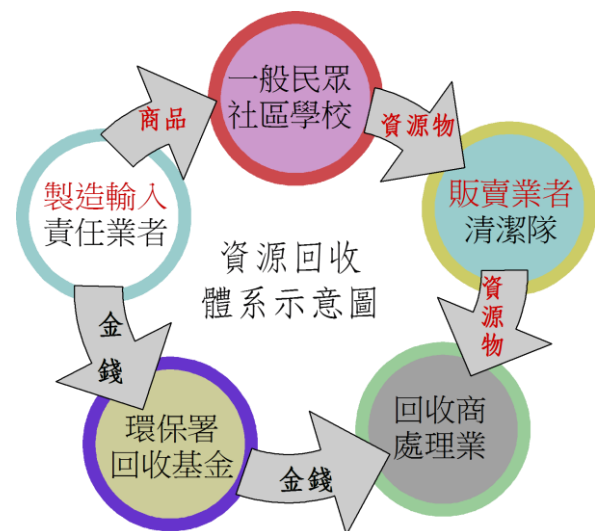 一般民眾
社區學校
商品
資源物
製造輸入
責任業者
販賣業者
清潔隊
資源回收
體系示意圖
資源物
金錢
環保署
回收基金
回收商
處理業
金錢